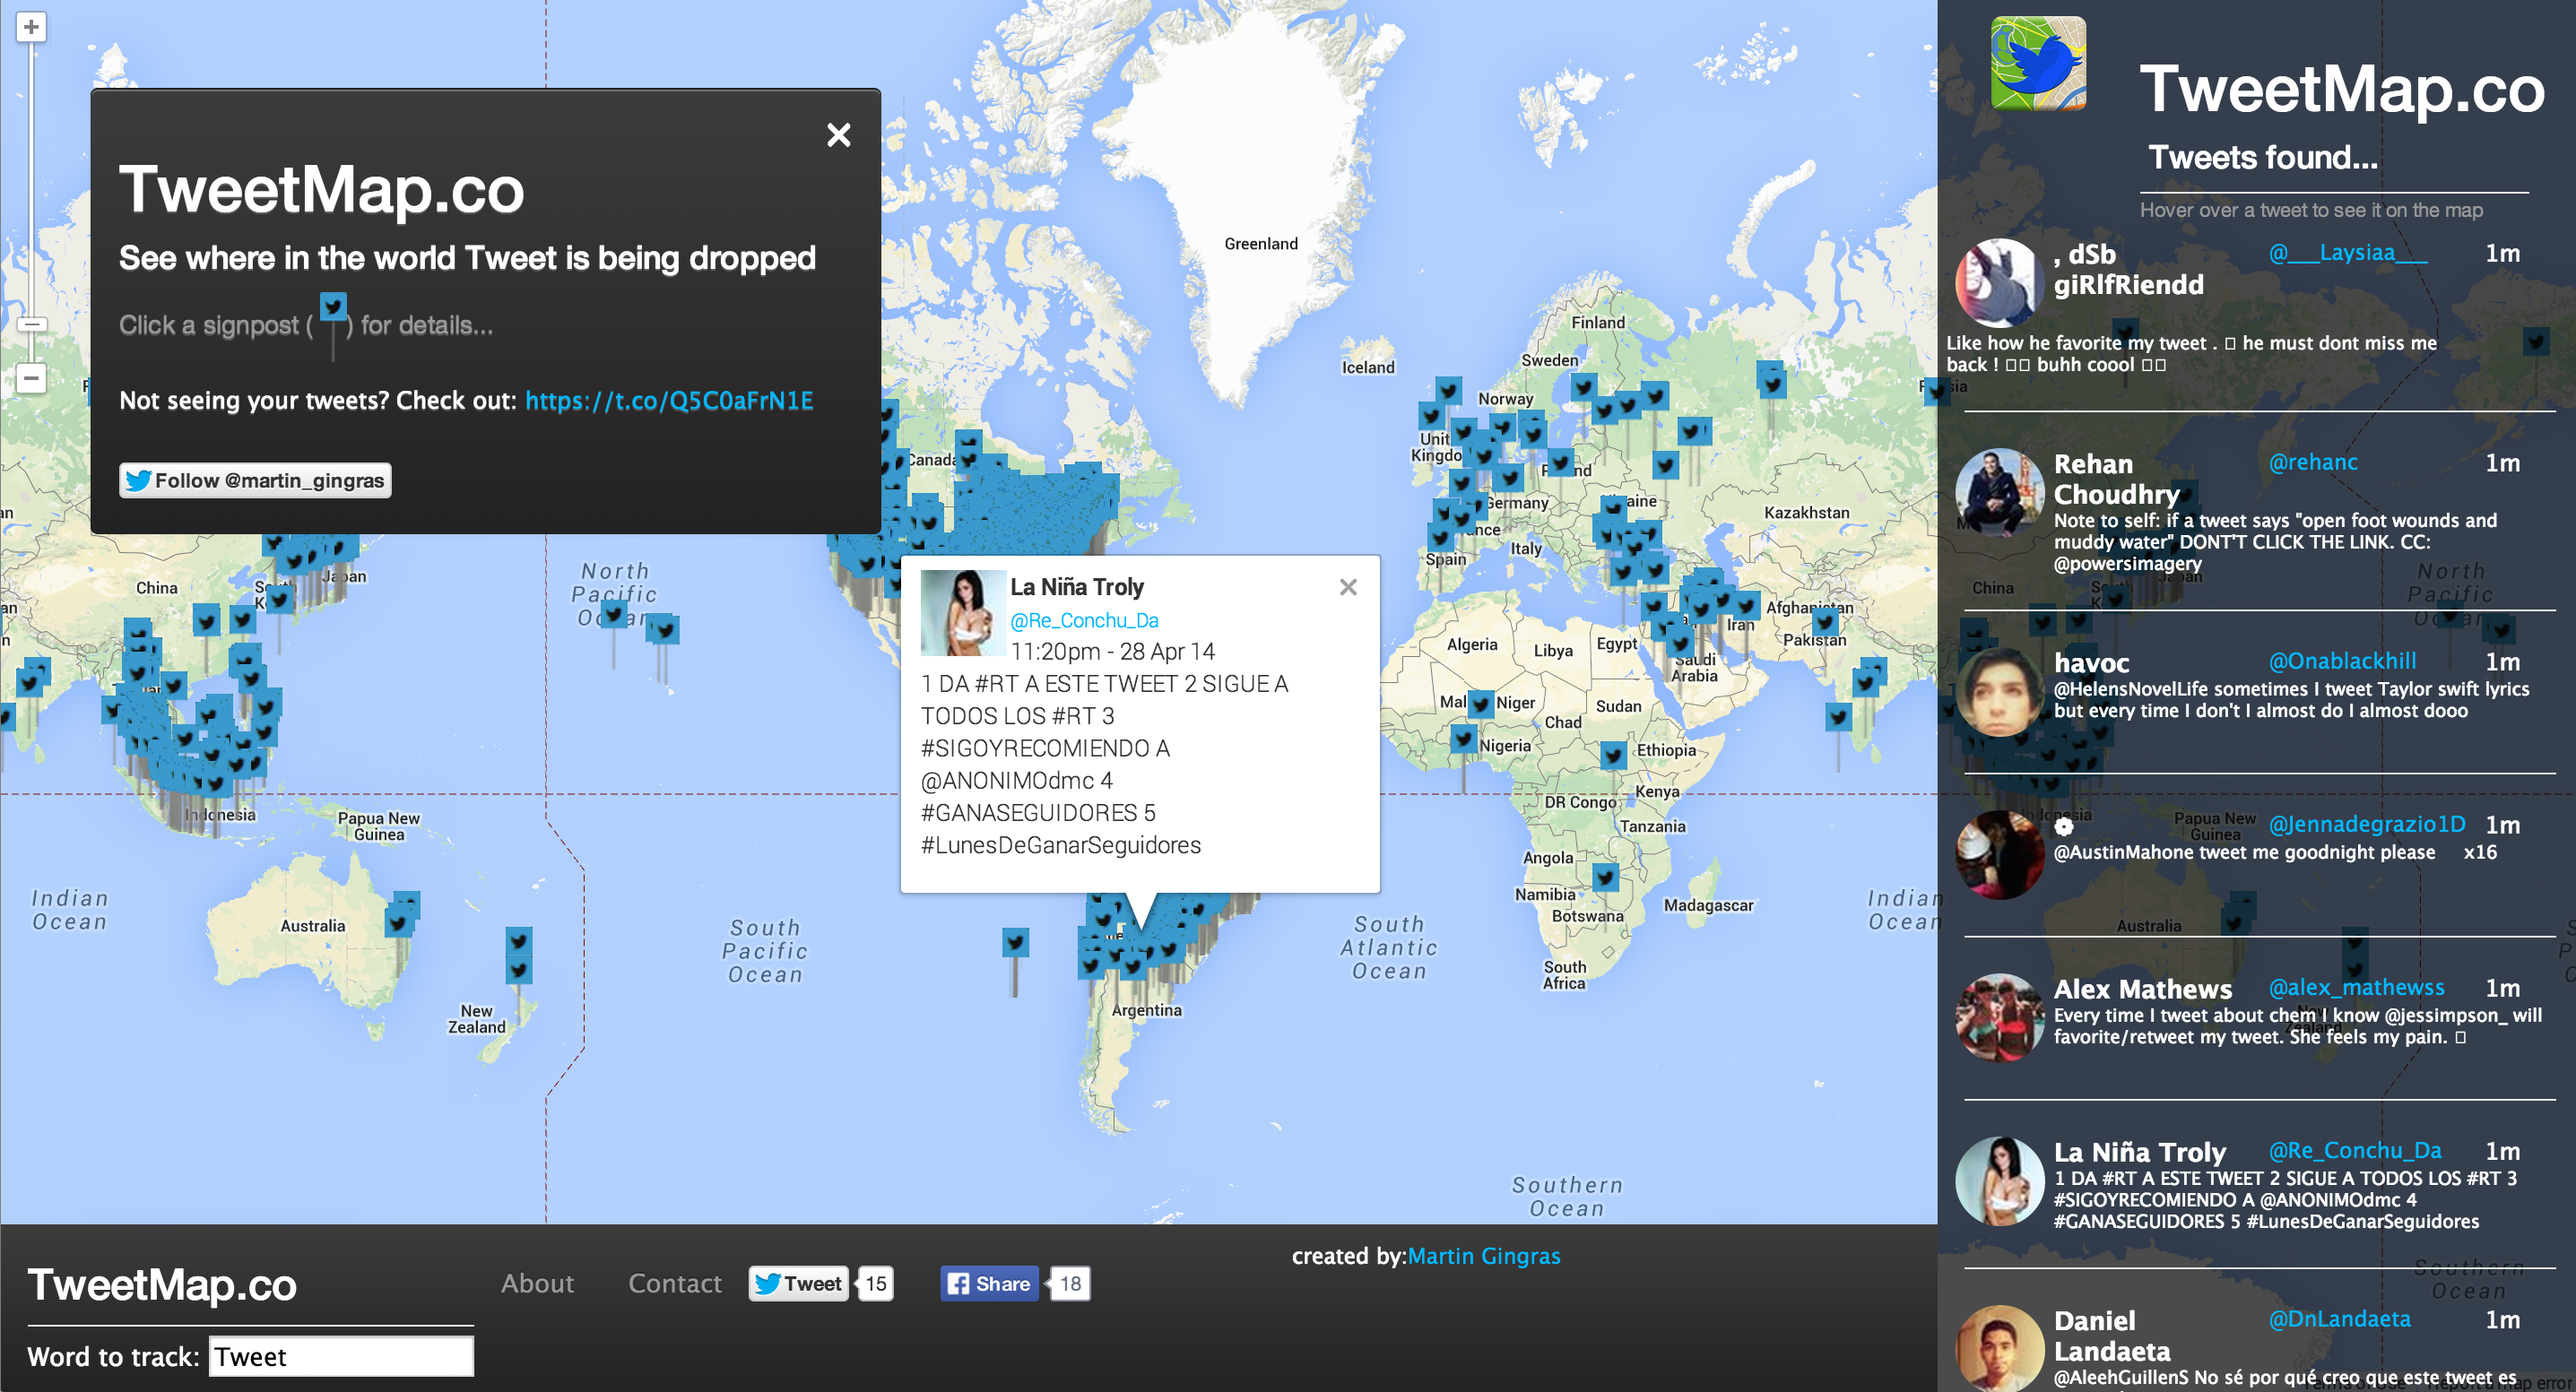 TweetMap.co
See where in the world Tweet is being dropped
Click a signpost ( ) for details...
Not seeing your tweets? Check out: https://t.co/Q5C0aFrN1E
Follow @martin_gingras
Greenland
Iceland
Finland
Sweden
Norway
United
Kingdo
Germany
Spain
Italy
Kazakhstan
Canada
China
Japan
North
Pacific
Algeria
Libya
Egypt
Saudi
Arabia
Iran
Afghanistan
Pakistan
Niger
Chad
Sudan
Nigeria
Ethiopia
Kenya
DR Congo
Tanzania
Angola
Namibia
Botswana
Madagascar
South
Africa
Indonesia
Papua New
Guinea
Australia
New
Zealand
Argentina
Indian
Ocean
South
Pacific
Ocean
South
Atlantic
Ocean
Indian
Ocean
Southern
Ocean
La Niña Troly
@Re_Conchu_Da
11:20pm - 28 Apr 14
1 DA #RT A ESTE TWEET 2 SIGUE A
TODOS LOS #RT 3
#SIGOYRECOMIENDO A
@ANONIMOdmc 4
#GANASEGUIDORES 5
#LunesDeGanarSeguidores
TweetMap.co
Tweets found...
Hover over a tweet to see it on the map
, dSb @___Laysiaa___ 1m
giRlfRiendd
Like how he favorite my tweet . he must dont miss me
back ! buhh coool
Rehan @rehanc 1m
Choudhry
Note to self: if a tweet says "open foot wounds and
muddy water" DONT'T CLICK THE LINK. CC:
@powersimagery
China
North
Pacific
havoc @Onablackhill 1m
@HelensNovelLife sometimes I tweet Taylor swift lyrics
but every time I don't I almost do I almost dooo
Papua New
Guinea
@Jennadegrazio1D 1m
@AustinMahone tweet me goodnight please x16
Australia
Alex Mathews @alex_mathewss 1m
Every time I tweet about chem I know @jessimpson_ will
favorite/retweet my tweet. She feels my pain.
La Niña Troly @Re_Conchu_Da 1m
1 DA #RT A ESTE TWEET 2 SIGUE A TODOS LOS #RT 3
#SIGOYRECOMIENDO A @ANONIMOdmc 4
#GANASEGUIDORES 5 #LunesDeGanarSeguidores
Southern
Ocean
Daniel @DnLandaeta 1m
Landaeta
@AleehGuillenS No sé por qué creo que este tweet es
TweetMap.co
About
Contact
Tweet 15
Share 18
created by:Martin Gingras
Word to track: Tweet